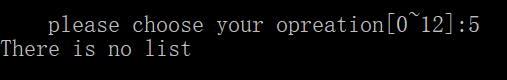 please choose your opreation[0~12]:5
There is no list